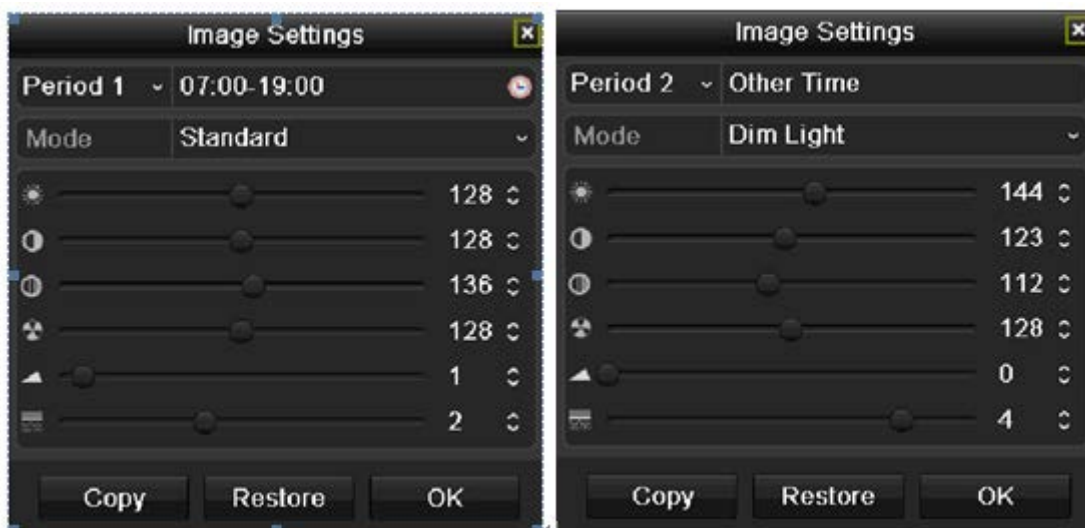 Image Settings
Period 1 07:00-19:00
Mode Standard
128
128
136
128
1
2
Copy Restore OK
Image Settings
Period 2 Other Time
Mode Dim Light
144
123
112
128
0
4
Copy Restore OK